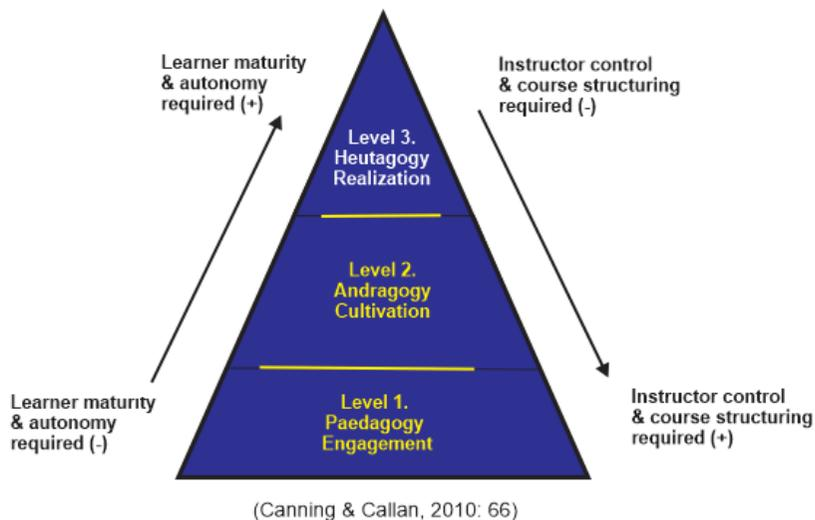 Learner maturity
& autonomy
required (+)
Instructor control
& course structuring
required (-)
Level 3.
Heutagogy
Realization
Level 2.
Andragogy
Cultivation
Learner maturity
& autonomy
required (-)
Level 1.
Paedagogy
Engagement
Instructor control
& course structuring
required (+)
(Canning & Callan, 2010: 66)